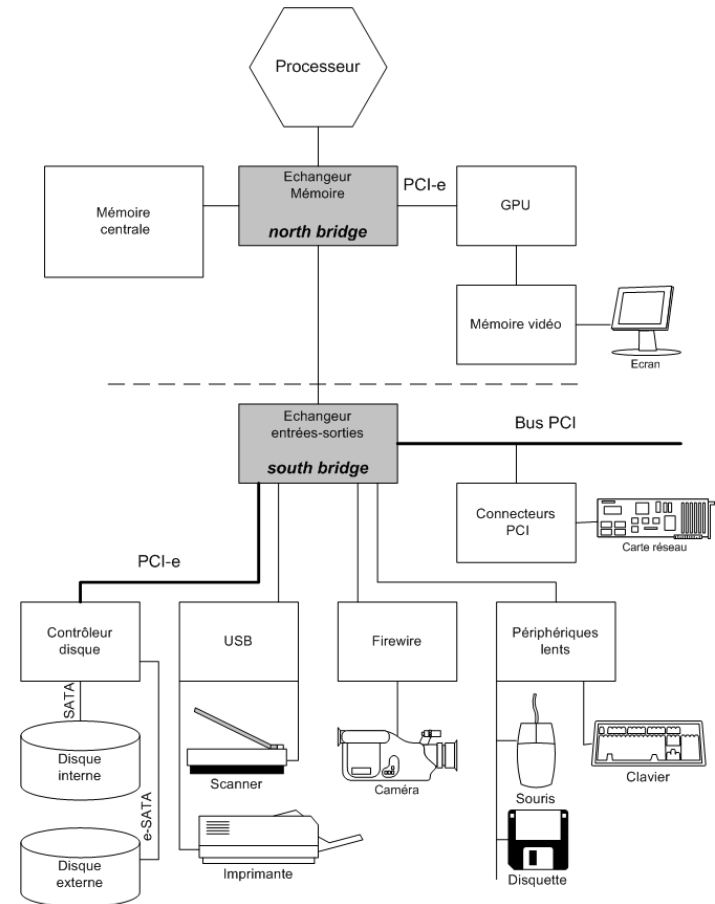 Processeur
Echangeur
Mémoire
north bridge
PCI-e
GPU
Mémoire
centrale
Mémoire vidéo
Ecran
Echangeur
entrées-sorties
south bridge
Bus PCI
Connecteurs
PCI
Carte réseau
PCI-e
Contrôleur
disque
USB
Firewire
Périphériques
lents
SATA
Disque
interne
e-SATA
Scanner
Caméra
Souris
Clavier
Disque
externe
Imprimante
Disquette